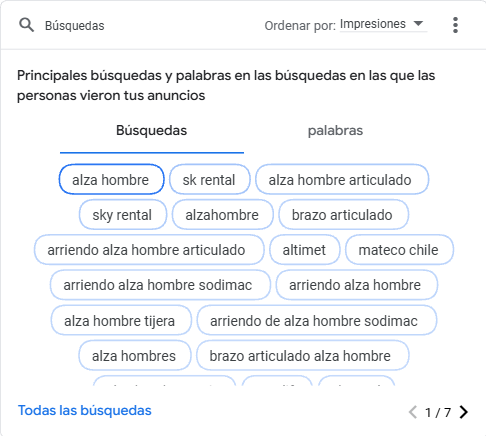 Búsquedas
Ordenar por: Impresiones
Principales búsquedas y palabras en las búsquedas en las que las
personas vieron tus anuncios
Búsquedas palabras
alza hombre sk rental alza hombre articulado
sky rental alzahombre brazo articulado
arriendo alza hombre articulado altimet mateco chile
arriendo alza hombre sodimac arriendo alza hombre
alza hombre tijera arriendo de alza hombre sodimac
alza hombres brazo articulado alza hombre
Todas las búsquedas
1 / 7